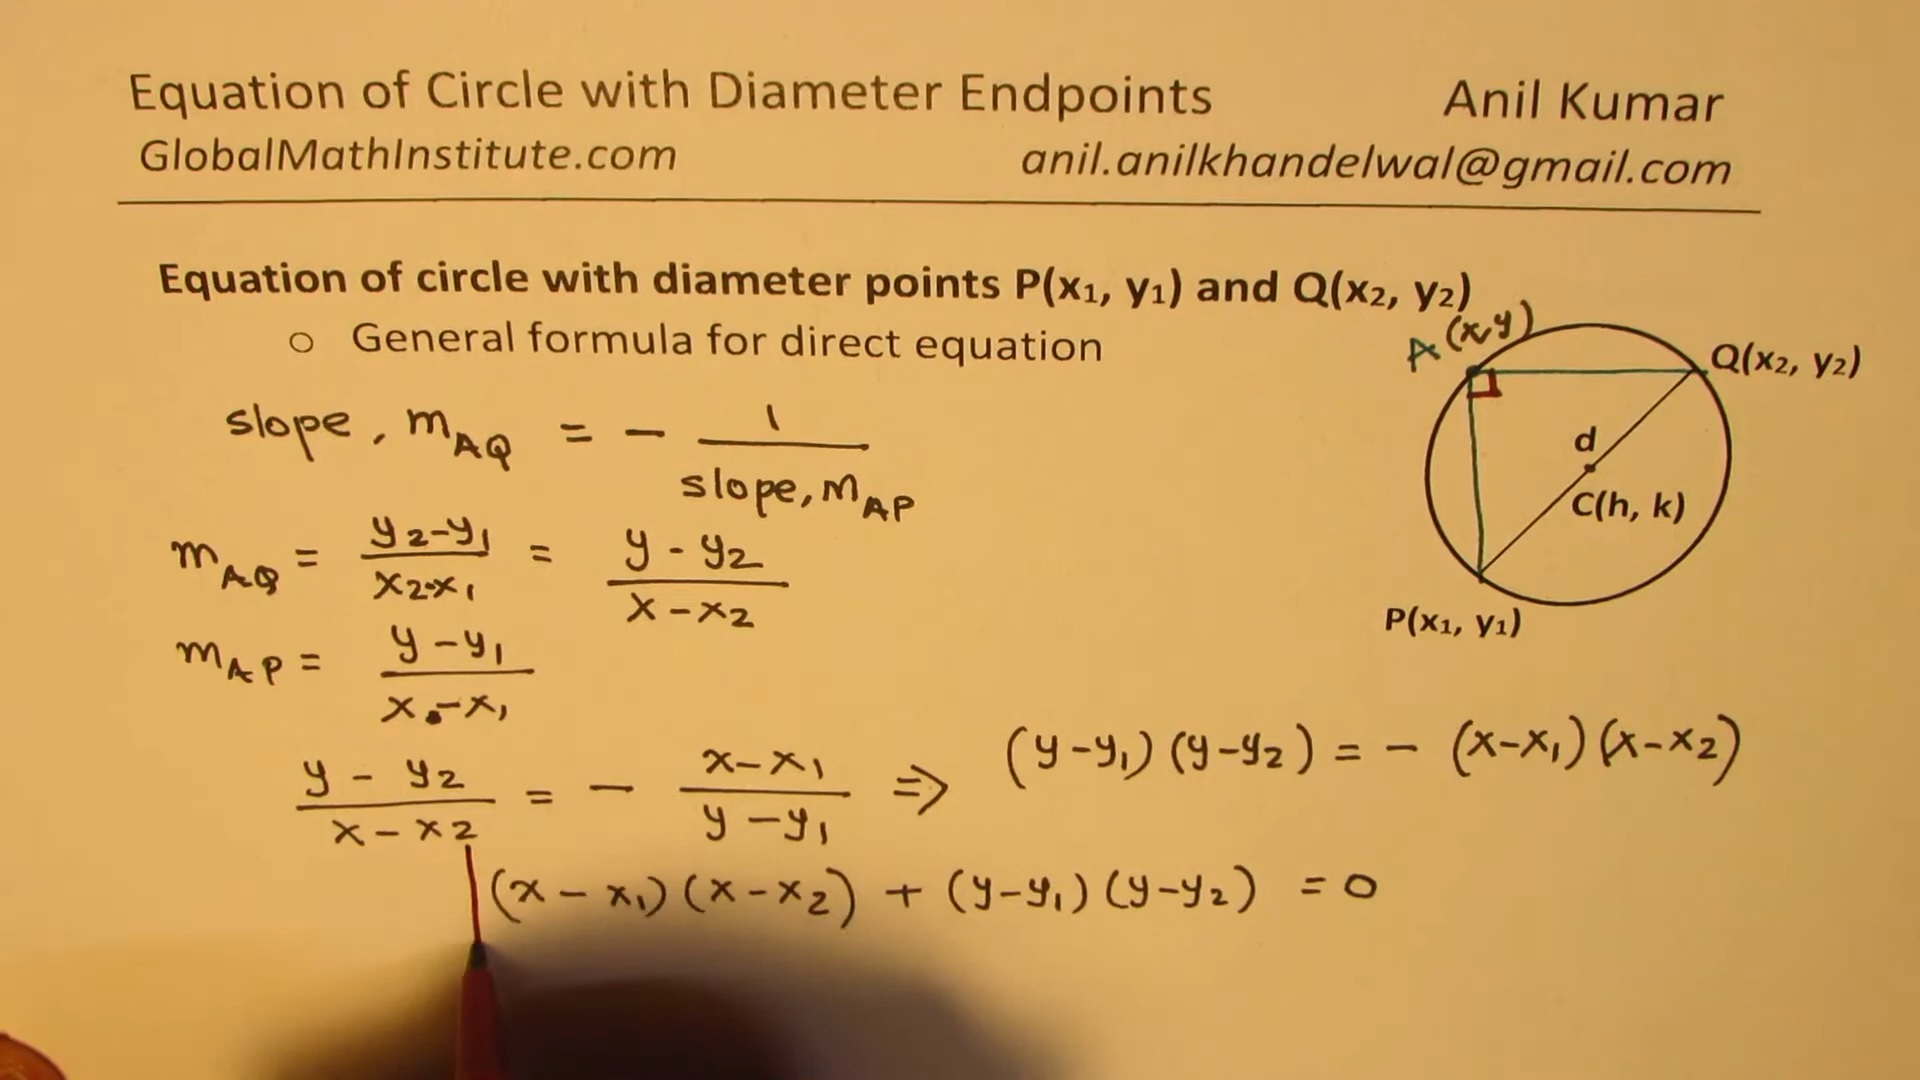 Equation of Circle with Diameter Endpoints Anil Kumar
GlobalMathInstitute.com anil.anilkhandelwal@gmail.com
Equation of circle with diameter points P(x₁, y₁) and Q(x₂, y₂)
○ General formula for direct equation
A (x, y)
Q(x₂, y₂)
d
C(h, k)
P(x₁, y₁)
slope, m_AQ = - 1 / slope, m_AP
m_AQ = y₂-y₁ / x₂-x₁ = y - y₂ / x - x₂
m_AP = y - y₁ / x - x₁
y - y₂ / x - x₂ = - x - x₁ / y - y₁ ⇒ (y - y₁)(y - y₂) = - (x - x₁)(x - x₂)
(x - x₁)(x - x₂) + (y - y₁)(y - y₂) = 0